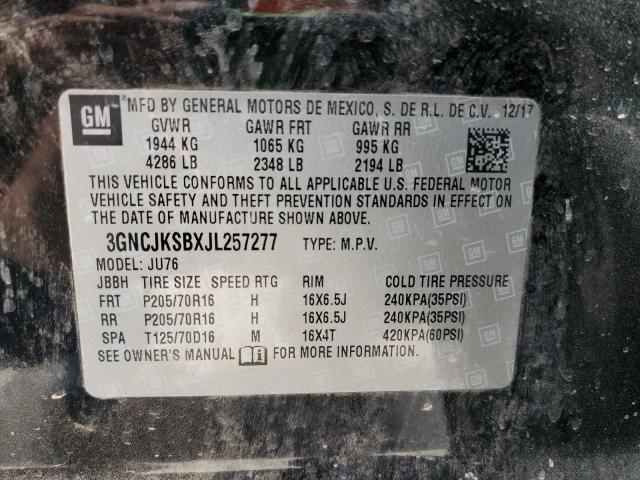 GM
MFD BY GENERAL MOTORS DE MEXICO, S. DE R.L. DE C.V. 12/17
GVWR GAWR FRT GAWR RR
1944 KG 1065 KG 995 KG
4286 LB 2348 LB 2194 LB
THIS VEHICLE CONFORMS TO ALL APPLICABLE U.S. FEDERAL MOTOR
VEHICLE SAFETY AND THEFT PREVENTION STANDARDS IN EFFECT ON
THE DATE OF MANUFACTURE SHOWN ABOVE.
3GNCJKSBXJL257277 TYPE: M.P.V.
MODEL: JU76
JBBH TIRE SIZE SPEED RTG RIM COLD TIRE PRESSURE
FRT P205/70R16 H 16X6.5J 240KPA(35PSI)
RR P205/70R16 H 16X6.5J 240KPA(35PSI)
SPA T125/70D16 M 16X4T 420KPA(60PSI)
SEE OWNER'S MANUAL FOR MORE INFORMATION.